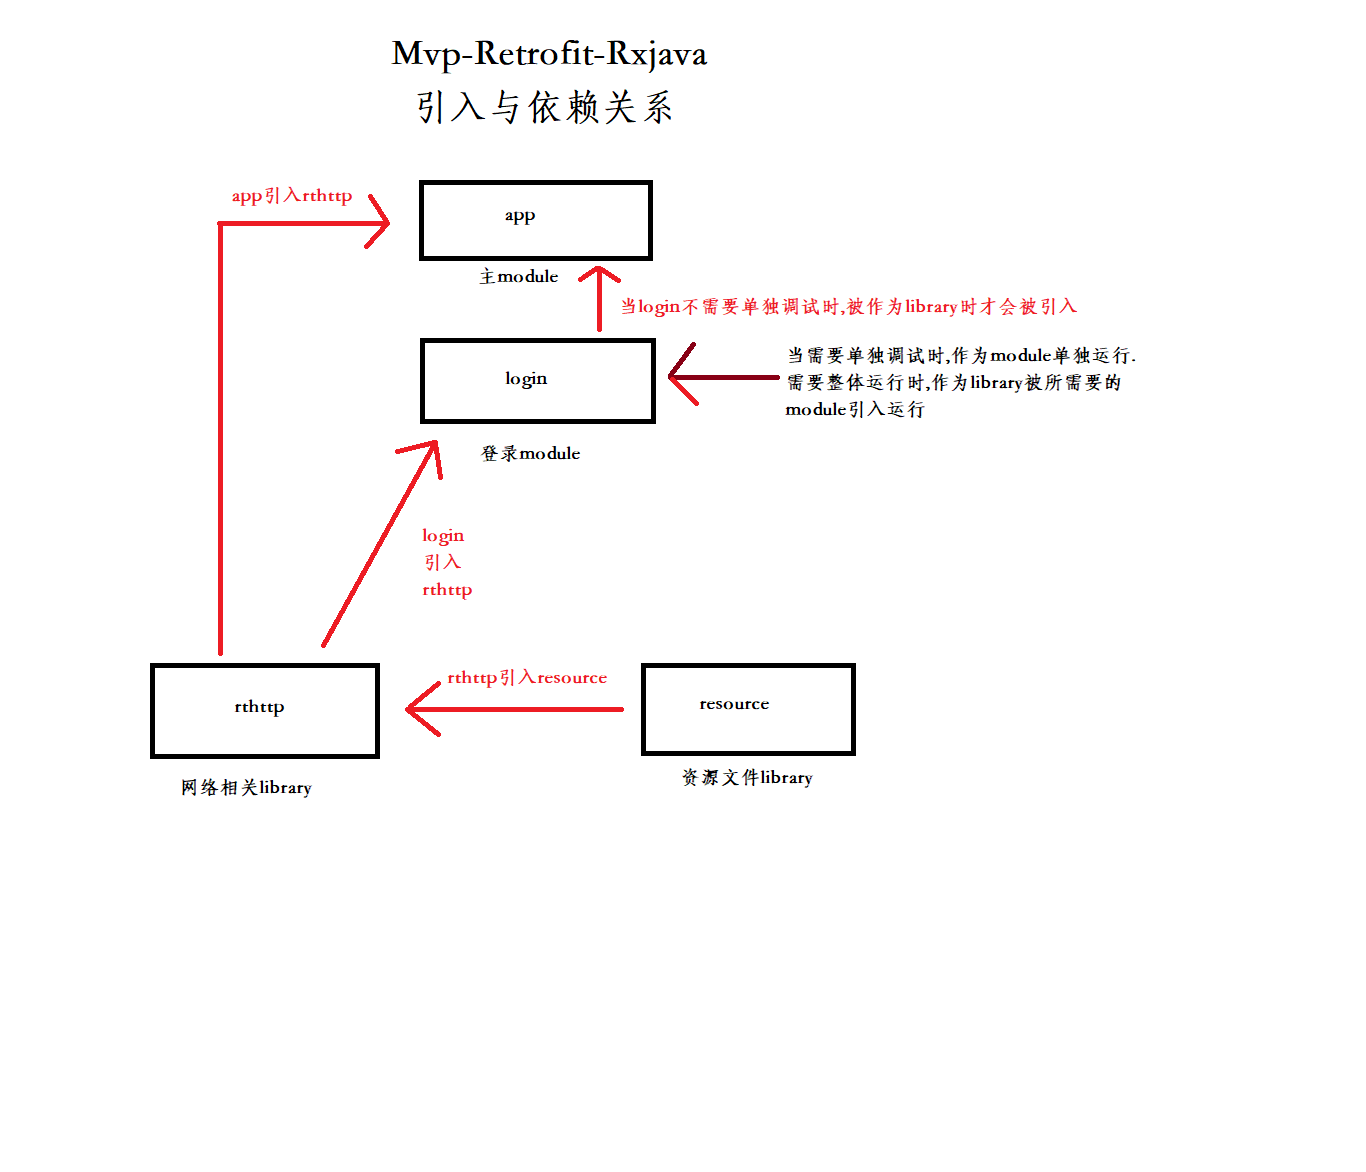 Mvp-Retrofit-Rxjava
引入与依赖关系
app引入rthttp
app
主module
当login不需要单独调试时,被作为library时才会被引入
login
当需要单独调试时,作为module单独运行.
需要整体运行时,作为library被所需要的
module引入运行
登录module
login
引入
rthttp
rthttp引入resource
rthttp
resource
网络相关library
资源文件library